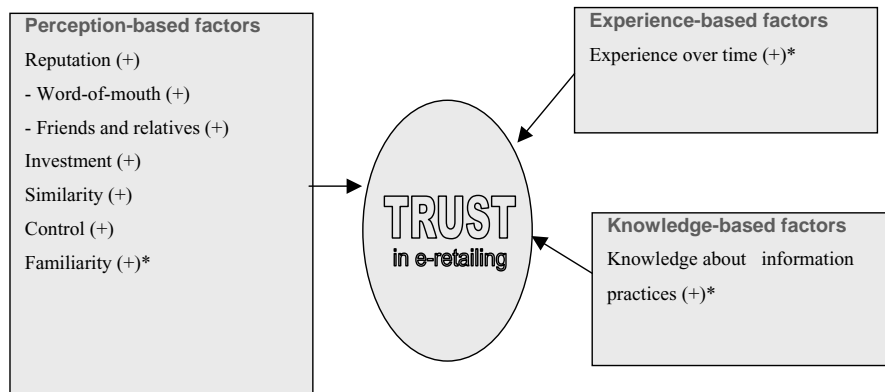 Perception-based factors
Reputation (+)
- Word-of-mouth (+)
- Friends and relatives (+)
Investment (+)
Similarity (+)
Control (+)
Familiarity (+)*
TRUST
in e-retailing
Experience-based factors
Experience over time (+)*
Knowledge-based factors
Knowledge about information
practices (+)*